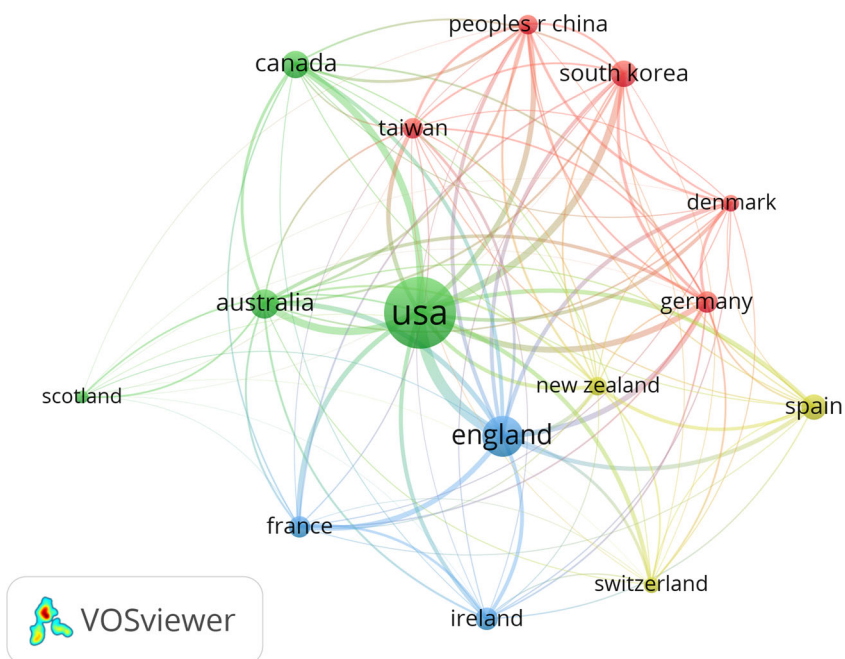 peoples r china
canada
south korea
taiwan
denmark
australia
usa
germany
new zealand
scotland
spain
england
france
switzerland
ireland
VOSviewer